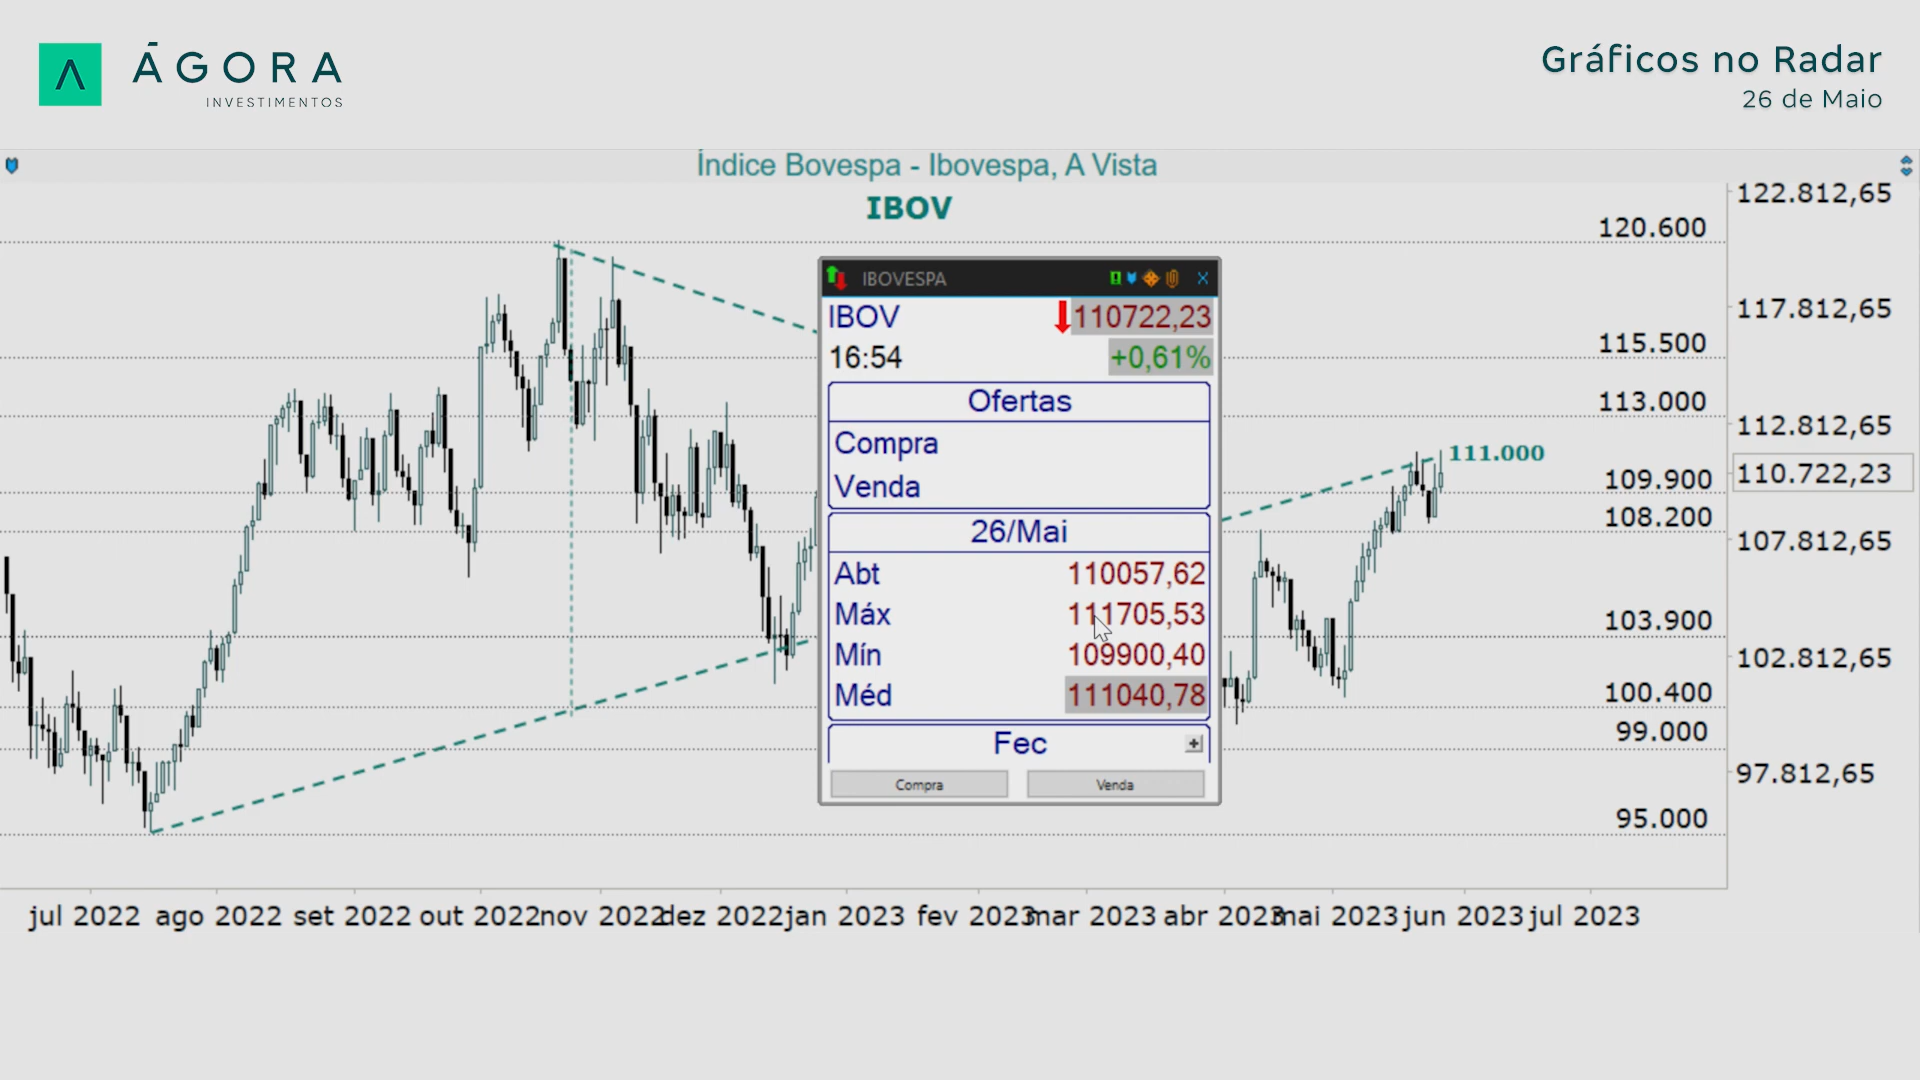 ÁGORA
INVESTIMENTOS
Gráficos no Radar
26 de Maio
Índice Bovespa - Ibovespa, A Vista
IBOV
122.812,65
120.600
117.812,65
115.500
113.000
112.812,65
111.000
110.722,23
109.900
108.200
107.812,65
103.900
102.812,65
100.400
99.000
97.812,65
95.000
IBOVESPA
IBOV 110722,23
16:54 +0,61%
Ofertas
Compra
Venda
26/Mai
Abt 110057,62
Máx 111705,53
Mín 109900,40
Méd 111040,78
Fec
Compra Venda
jul 2022 ago 2022 set 2022 out 2022 nov 2022 dez 2022 jan 2023 fev 2023 mar 2023 abr 2023 mai 2023 jun 2023 jul 2023